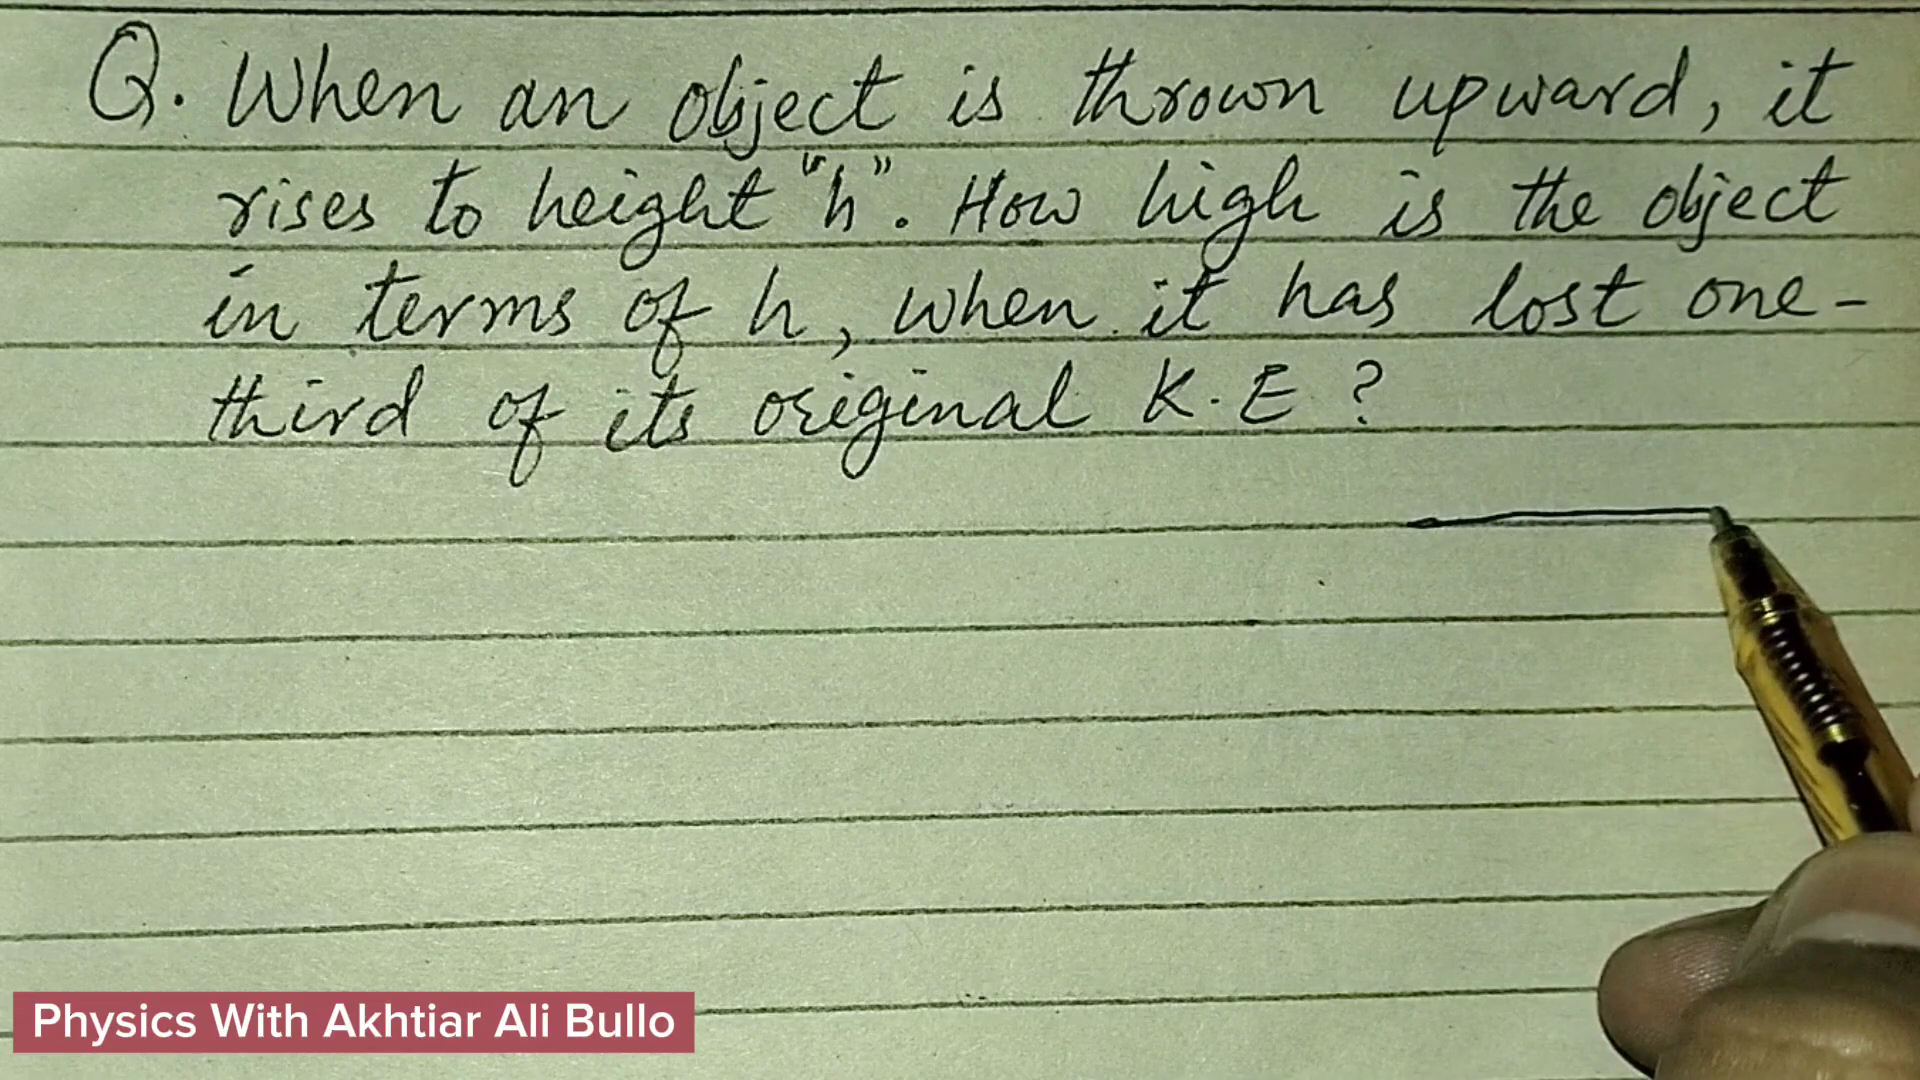 Q. When an object is thrown upward, it
rises to height "h". How high is the object
in terms of h, when it has lost one-
third of its original K.E?
Physics With Akhtiar Ali Bullo